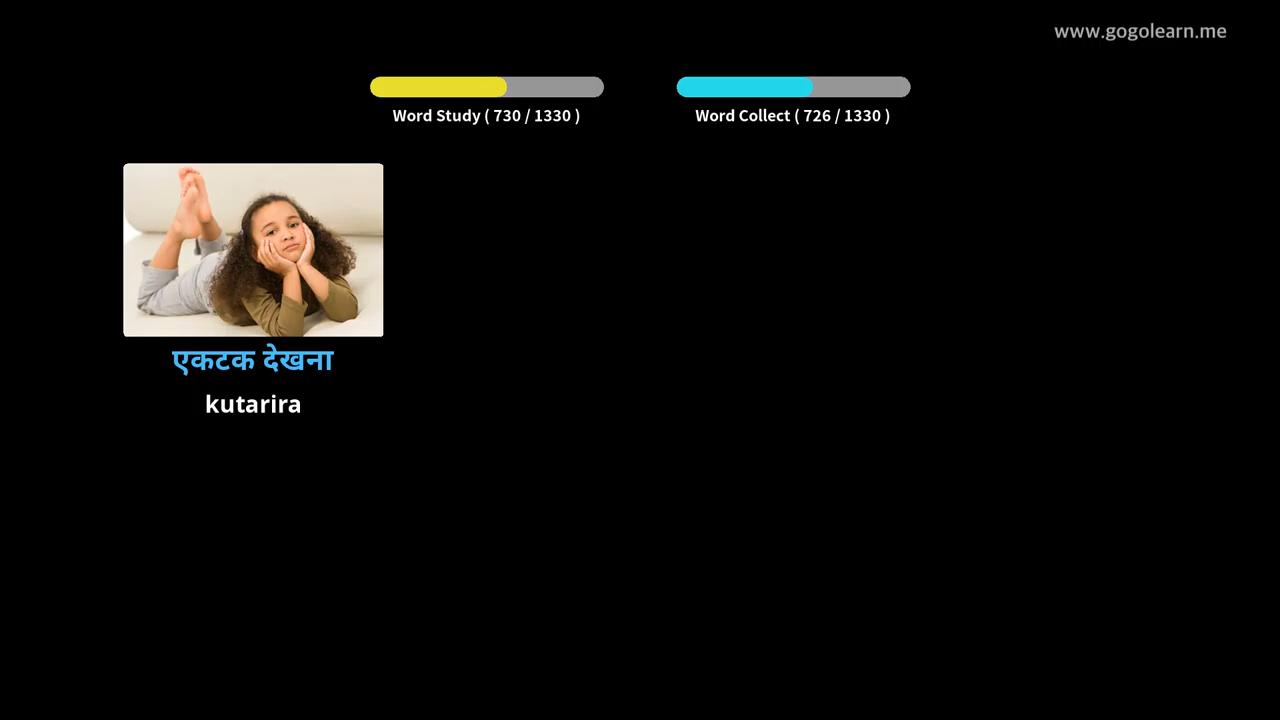 www.gogolearn.me
Word Study ( 730 / 1330 )
Word Collect ( 726 / 1330 )
एकटक देखना
kutarira